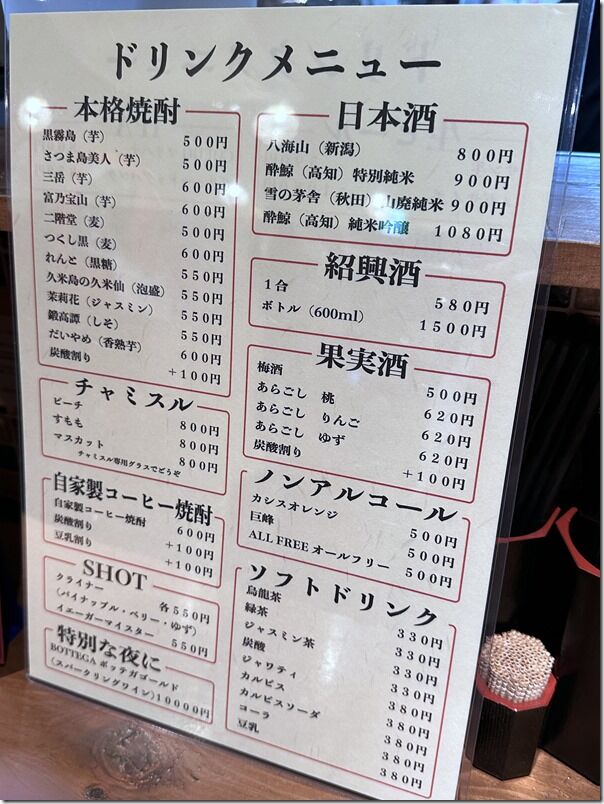 ドリンクメニュー
本格焼酎
黒霧島（芋） 500円
さつま島美人（芋） 500円
三岳（芋） 600円
富乃宝山（芋） 600円
二階堂（麦） 500円
つくし黒（麦） 600円
れんと（黒糖） 550円
久米島の久米仙（泡盛） 550円
茉莉花（ジャスミン） 550円
鍛高譚（しそ） 550円
だいやめ（香熟芋） 600円
炭酸割り +100円
チャミスル
ピーチ 800円
すもも 800円
マスカット 800円
チャミスル専用グラスでどうぞ
自家製コーヒー焼酎
自家製コーヒー焼酎 600円
炭酸割り +100円
豆乳割り +100円
SHOT
クライナー 各550円
（パイナップル・ベリー・ゆず）
イエーガーマイスター 550円
特別な夜に
BOTTEGA ボッテガゴールド
（スパークリングワイン）10000円
日本酒
八海山（新潟） 800円
酔鯨（高知）特別純米 900円
雪の茅舎（秋田）山廃純米 900円
酔鯨（高知）純米吟醸 1080円
紹興酒
1合 580円
ボトル（600ml） 1500円
果実酒
梅酒 500円
あらごし 桃 620円
あらごし りんご 620円
あらごし ゆず 620円
炭酸割り +100円
ノンアルコール
カシスオレンジ 500円
巨峰 500円
ALL FREE オールフリー 500円
ソフトドリンク
烏龍茶 330円
緑茶 330円
ジャスミン茶 330円
炭酸 330円
ジャワティ 380円
カルピス 380円
カルピスソーダ 380円
コーラ 380円
豆乳 380円